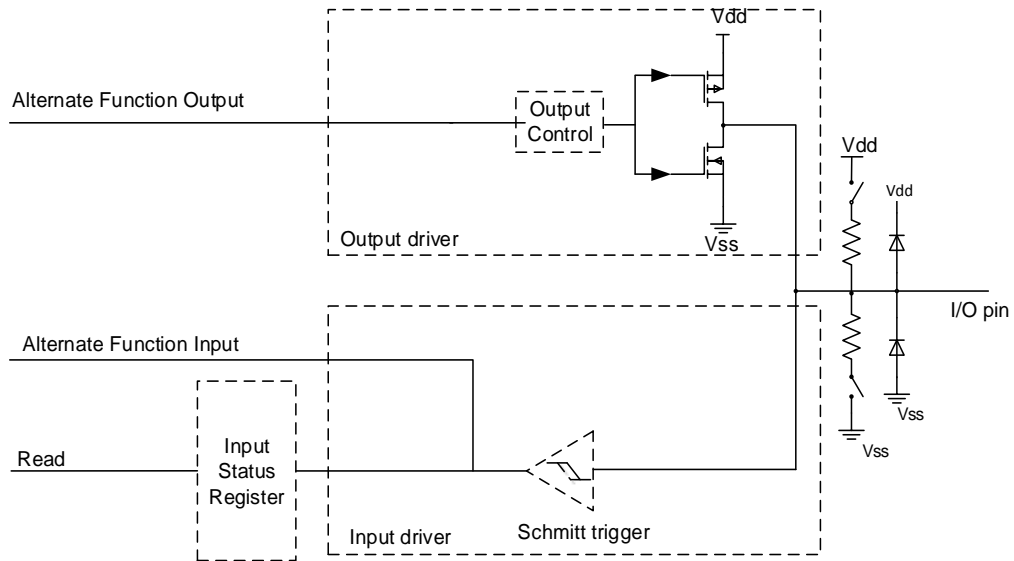 Vdd
Alternate Function Output
Output
Control
Vss
Output driver
Vdd
Vdd
I/O pin
Alternate Function Input
Vss
Vss
Read
Input
Status
Register
Schmitt trigger
Input driver